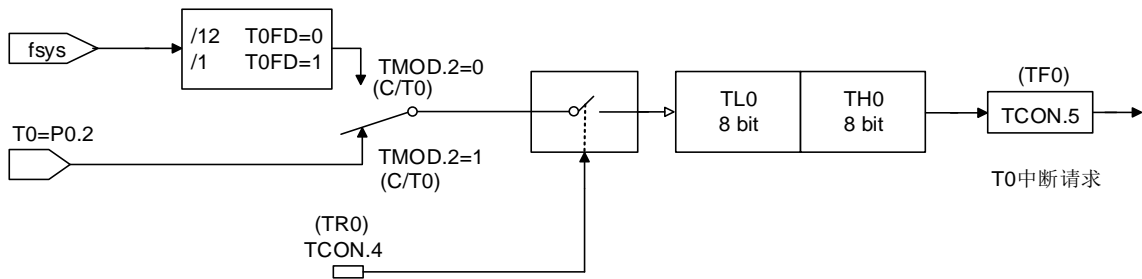 fsys
/12 T0FD=0
/1 T0FD=1
TMOD.2=0
(C/T0)
T0=P0.2
TMOD.2=1
(C/T0)
(TR0)
TCON.4
TL0
8 bit
TH0
8 bit
(TF0)
TCON.5
T0中断请求